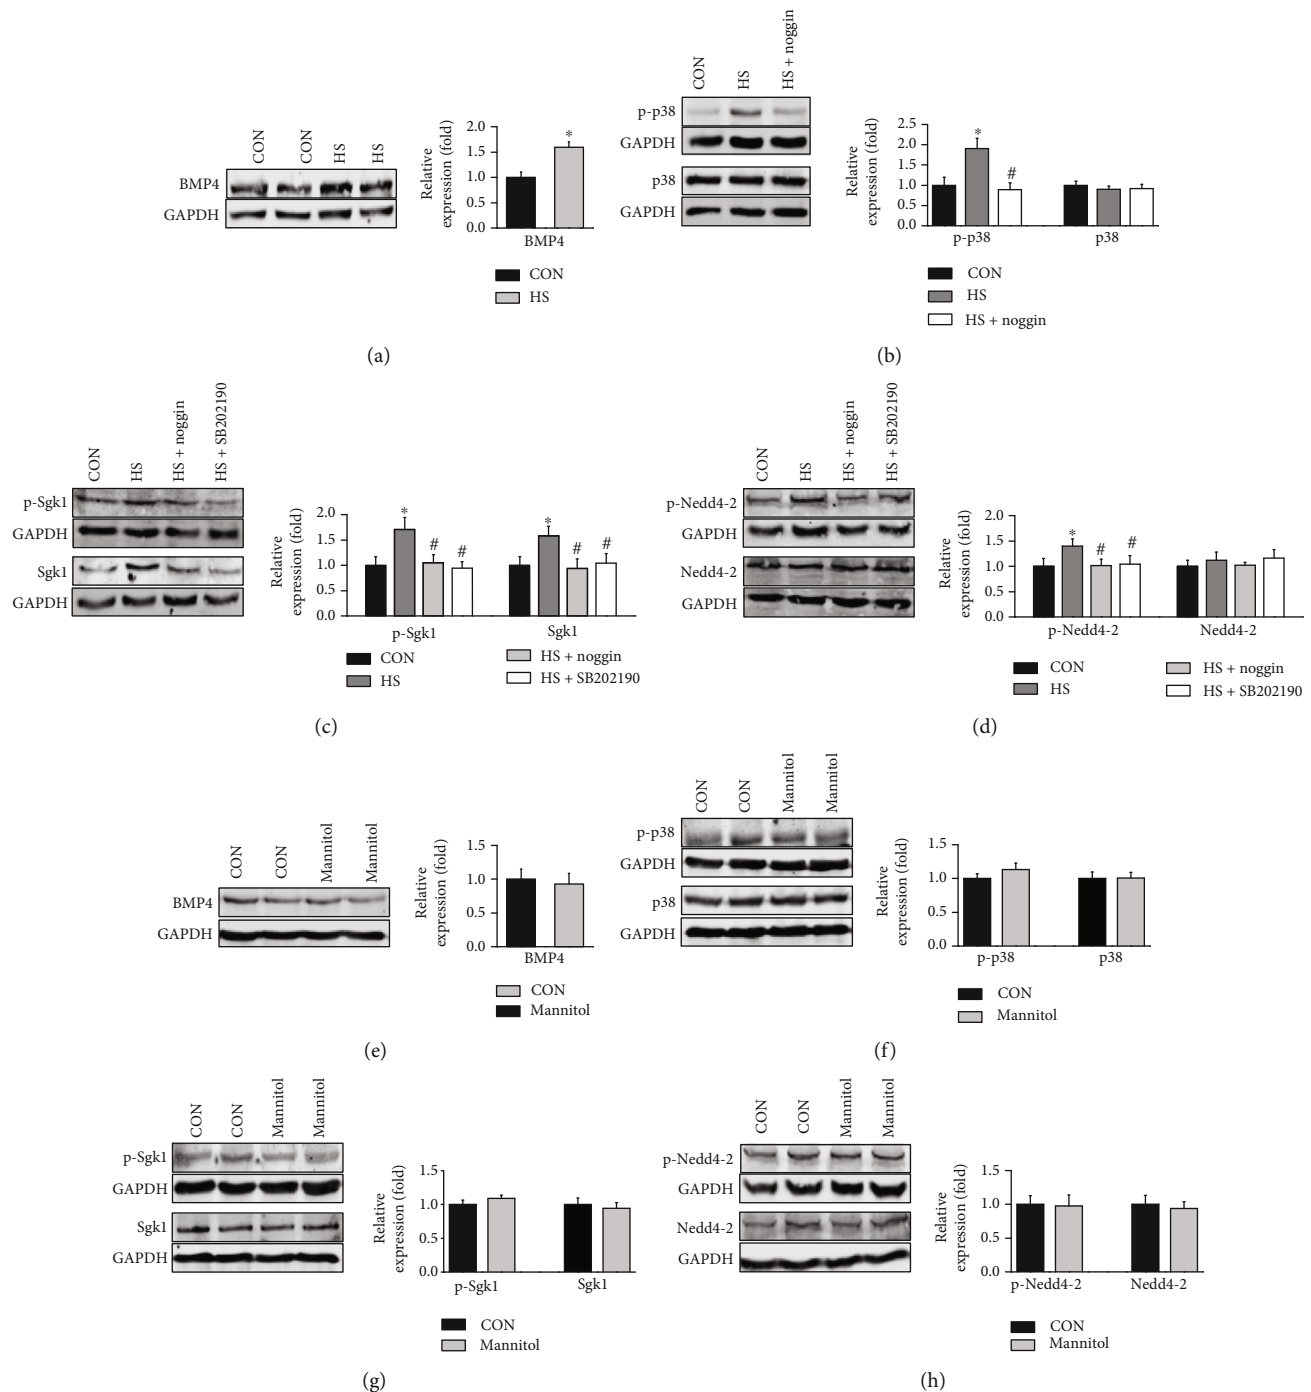 CON CON HS HS
BMP4
GAPDH
Relative
expression (fold)
2.0
1.5
1.0
0.5
0.0
*
BMP4
CON
HS
(a)
CON HS HS + noggin
p-p38
GAPDH
p38
GAPDH
Relative
expression (fold)
2.5
2.0
1.5
1.0
0.5
0.0
*
#
p-p38 p38
CON
HS
HS + noggin
(b)
CON HS HS + noggin HS + SB202190
p-Sgk1
GAPDH
Sgk1
GAPDH
Relative
expression (fold)
2.0
1.5
1.0
0.5
0.0
* # # * # #
p-Sgk1 Sgk1
CON HS + noggin
HS HS + SB202190
(c)
CON HS HS + noggin HS + SB202190
p-Nedd4-2
GAPDH
Nedd4-2
GAPDH
Relative
expression (fold)
2.0
1.5
1.0
0.5
0.0
* # #
p-Nedd4-2 Nedd4-2
CON HS + noggin
HS HS + SB202190
(d)
CON CON Mannitol Mannitol
BMP4
GAPDH
Relative
expression (fold)
1.5
1.0
0.5
0.0
BMP4
CON
Mannitol
(e)
CON CON Mannitol Mannitol
p-p38
GAPDH
p38
GAPDH
Relative
expression (fold)
1.5
1.0
0.5
0.0
p-p38 p38
CON
Mannitol
(f)
CON CON Mannitol Mannitol
p-Sgk1
GAPDH
Sgk1
GAPDH
Relative
expression (fold)
1.5
1.0
0.5
0.0
p-Sgk1 Sgk1
CON
Mannitol
(g)
CON CON Mannitol Mannitol
p-Nedd4-2
GAPDH
Nedd4-2
GAPDH
Relative
expression (fold)
1.5
1.0
0.5
0.0
p-Nedd4-2 Nedd4-2
CON
Mannitol
(h)